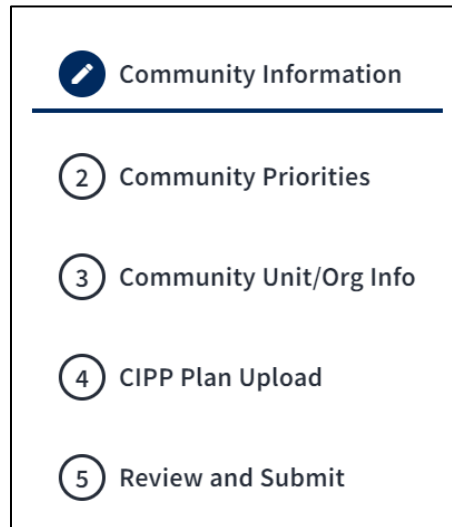 Community Information
2 Community Priorities
3 Community Unit/Org Info
4 CIPP Plan Upload
5 Review and Submit